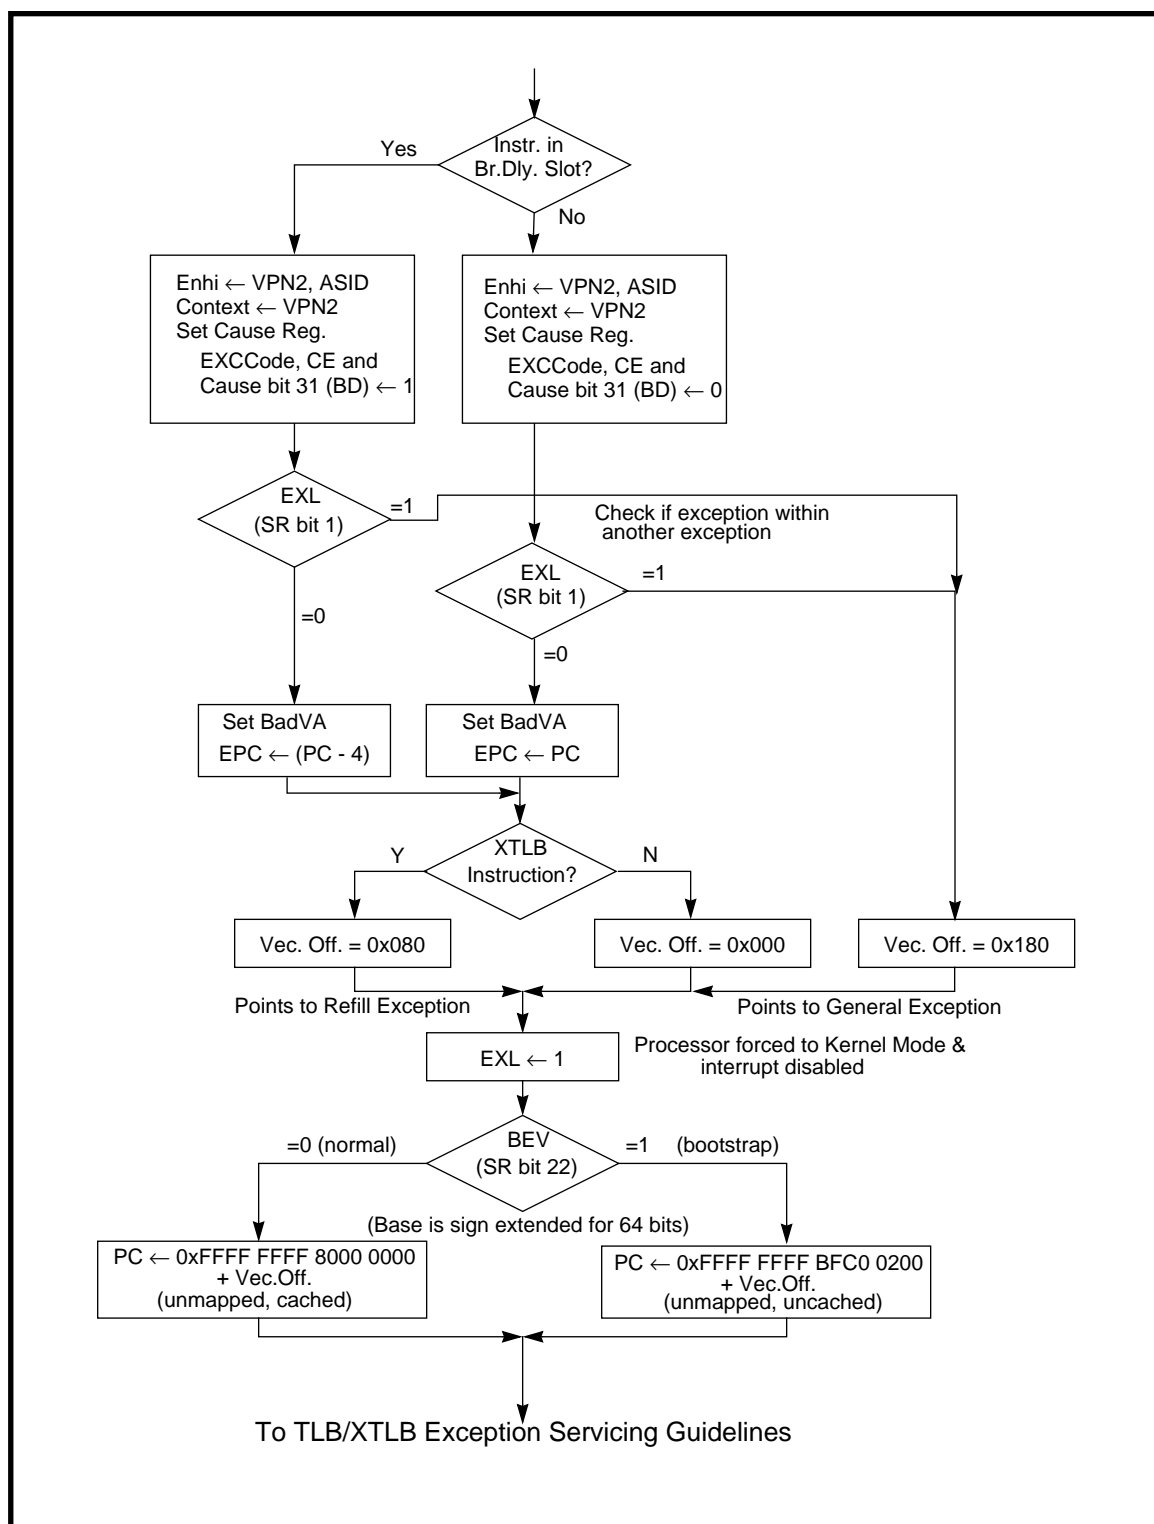 Instr. in
Br.Dly. Slot?
Yes
No
Enhi ← VPN2, ASID
Context ← VPN2
Set Cause Reg.
EXCCode, CE and
Cause bit 31 (BD) ← 1
Enhi ← VPN2, ASID
Context ← VPN2
Set Cause Reg.
EXCCode, CE and
Cause bit 31 (BD) ← 0
EXL
(SR bit 1)
=1
=0
Check if exception within
another exception
EXL
(SR bit 1)
=1
=0
Set BadVA
EPC ← (PC - 4)
Set BadVA
EPC ← PC
XTLB
Instruction?
Y
N
Vec. Off. = 0x080
Vec. Off. = 0x000
Vec. Off. = 0x180
Points to Refill Exception
Points to General Exception
EXL ← 1
Processor forced to Kernel Mode &
interrupt disabled
BEV
(SR bit 22)
=0 (normal)
=1 (bootstrap)
(Base is sign extended for 64 bits)
PC ← 0xFFFF FFFF 8000 0000
+ Vec.Off.
(unmapped, cached)
PC ← 0xFFFF FFFF BFC0 0200
+ Vec.Off.
(unmapped, uncached)
To TLB/XTLB Exception Servicing Guidelines